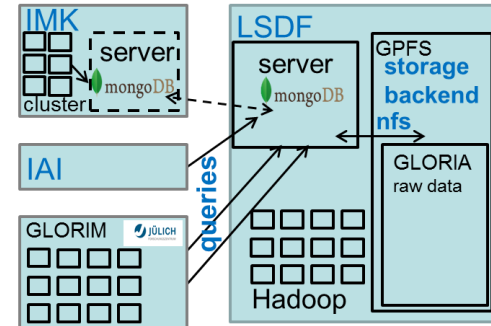 IMK
server
mongoDB
cluster
IAI
GLORIM
JÜLICH
queries
LSDF
server
mongoDB
GPFS
storage
backend
nfs
GLORIA
raw data
Hadoop